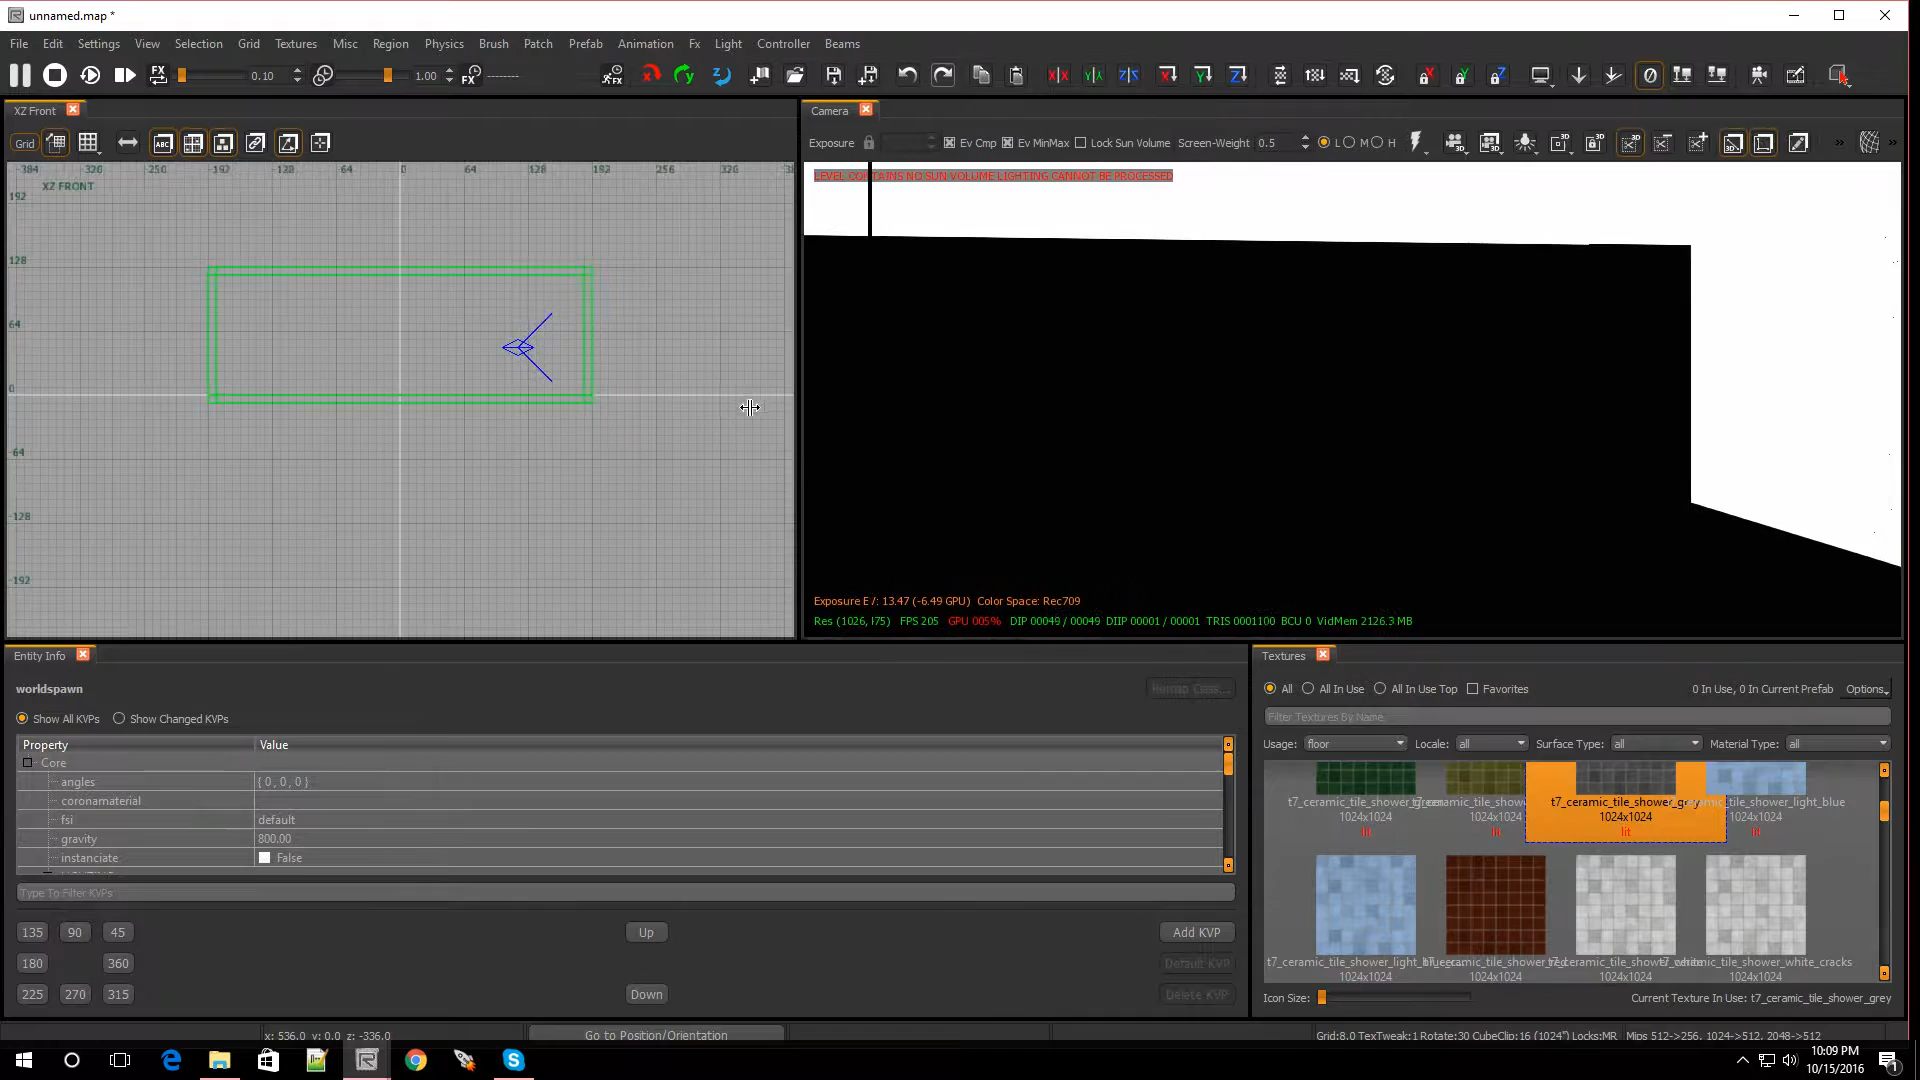 unnamed.map *
File Edit Settings View Selection Grid Textures Misc Region Physics Brush Patch Prefab Animation Fx Light Controller Beams
FX 0.10 1.00 FX --------
XZ Front
Camera
Grid
Exposure Ev Cmp Ev MinMax Lock Sun Volume Screen-Weight 0.5 L M H
-384 -320 -250 -192 -128 -64 0 64 128 192 256 320
XZ FRONT
192
128
64
0
-64
-128
-192
LEVEL CONTAINS NO SUN VOLUME LIGHTING CANNOT BE PROCESSED
Exposure EV: 13.47 (-6.49 GPU) Color Space: Rec709
Res (1026, 475) FPS 205 GPU 005% DIP 00049 / 00049 DIIP 00001 / 00001 TRIS 0001100 BCU 0 VidMem 2126.3 MB
Entity Info
worldspawn
Remap Class...
Show All KVPs Show Changed KVPs
Property Value
Core
angles { 0 , 0 , 0 }
coronamaterial
fsi default
gravity 800.00
instanciate False
Type To Filter KVPs
135 90 45 Up Add KVP
180 360 Default KVP
225 270 315 Down Delete KVP
Textures
All All In Use All In Use Top Favorites 0 In Use, 0 In Current Prefab Options..
Filter Textures By Name
Usage: floor Locale: all Surface Type: all Material Type: all
t7_ceramic_tile_shower_grey
1024x1024 1024x1024 1024x1024 1024x1024
lit lit lit lit
t7_ceramic_tile_shower_white_cracks
1024x1024 1024x1024 1024x1024 1024x1024
Icon Size: Current Texture In Use: t7_ceramic_tile_shower_grey
x: 536.0 y: 0.0 z: -336.0 Go to Position/Orientation Grid:8.0 TexTweak:1 Rotate:30 CubeClip:16 (1024") Locks:MR Mips 512->256, 1024->512, 2048->512
10:09 PM
10/15/2016
1